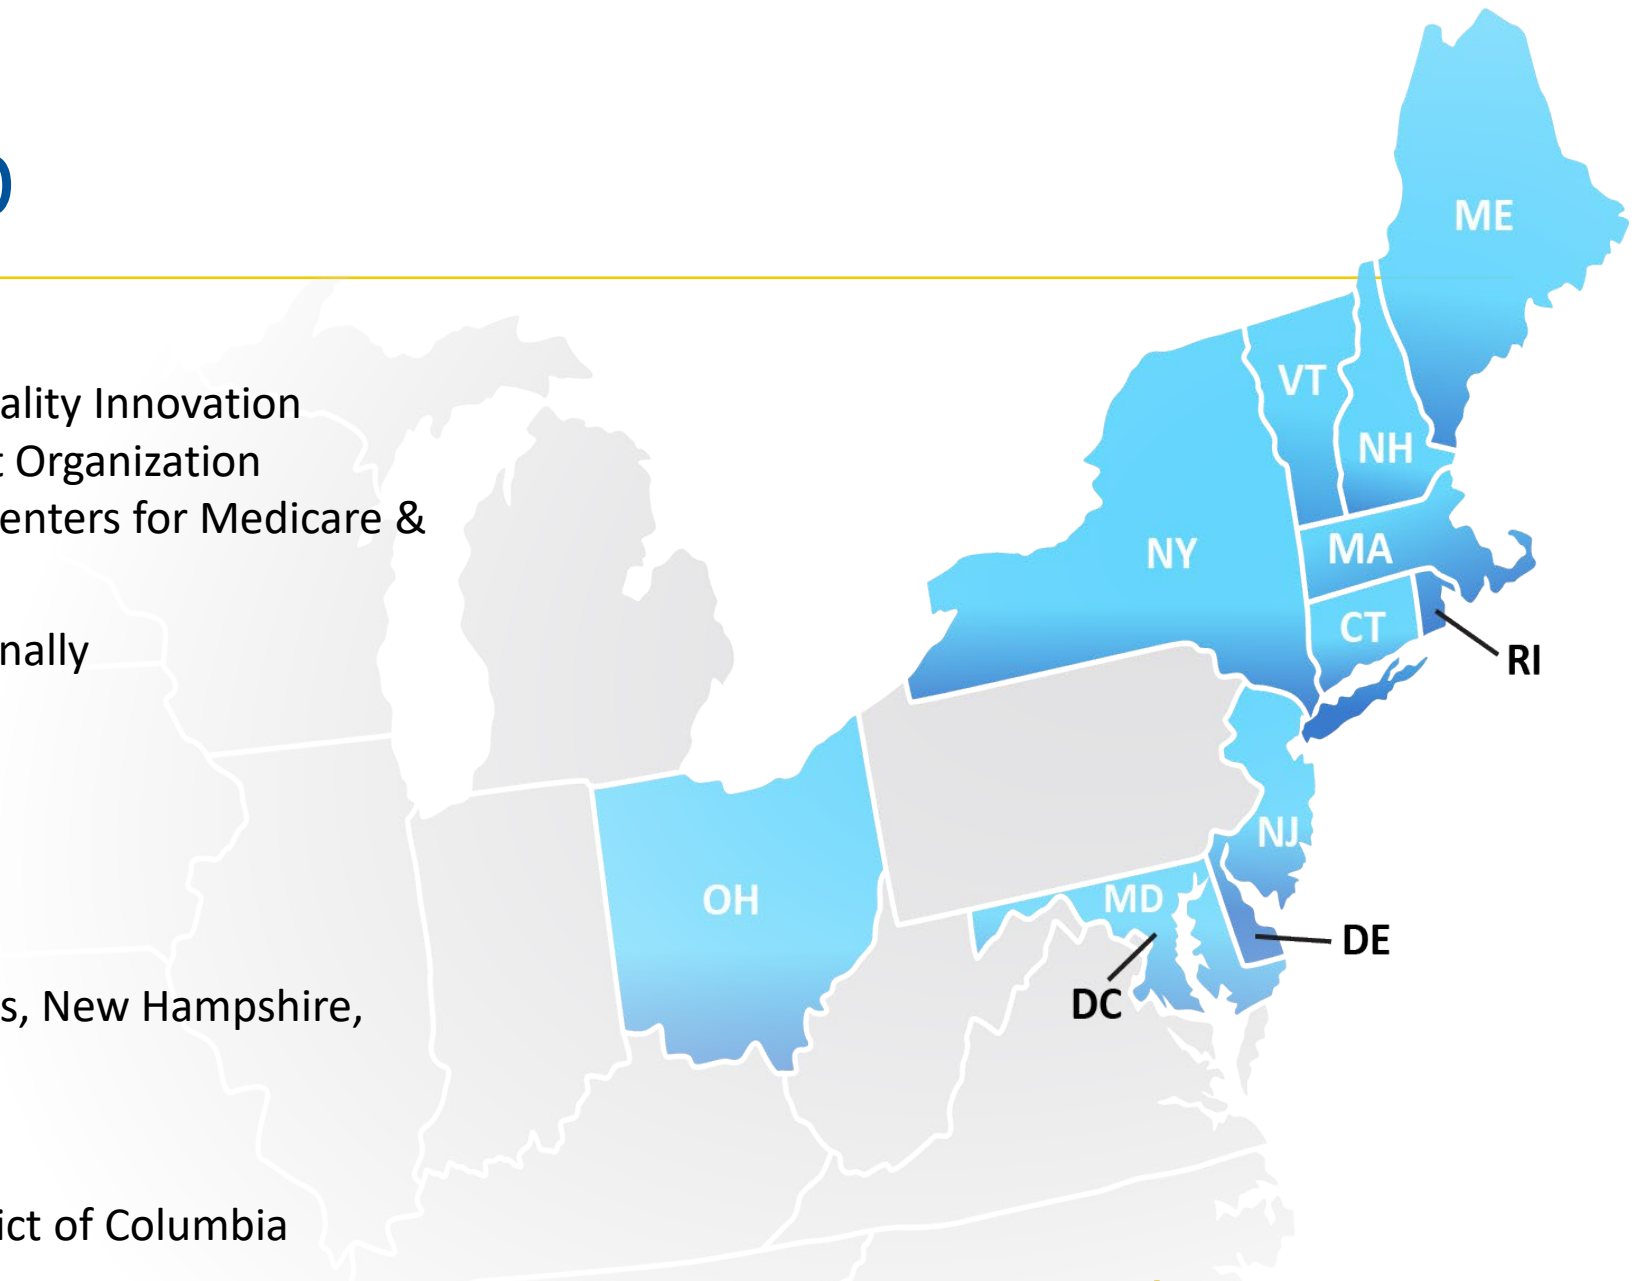 ality Innovation
t Organization
enters for Medicare &
nally
s, New Hampshire,
ict of Columbia
ME
VT
NH
NY
MA
CT
RI
NJ
OH
MD
DE
DC